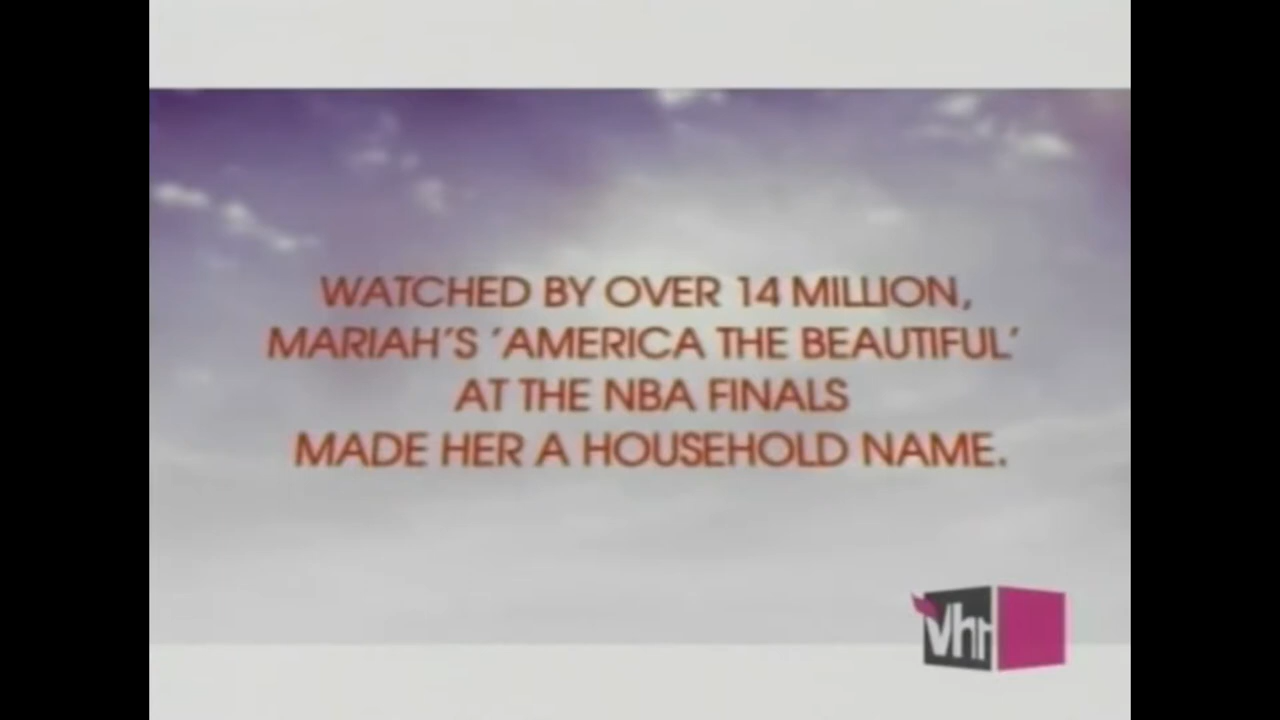 WATCHED BY OVER 14 MILLION,
MARIAH'S 'AMERICA THE BEAUTIFUL'
AT THE NBA FINALS
MADE HER A HOUSEHOLD NAME.
vh1